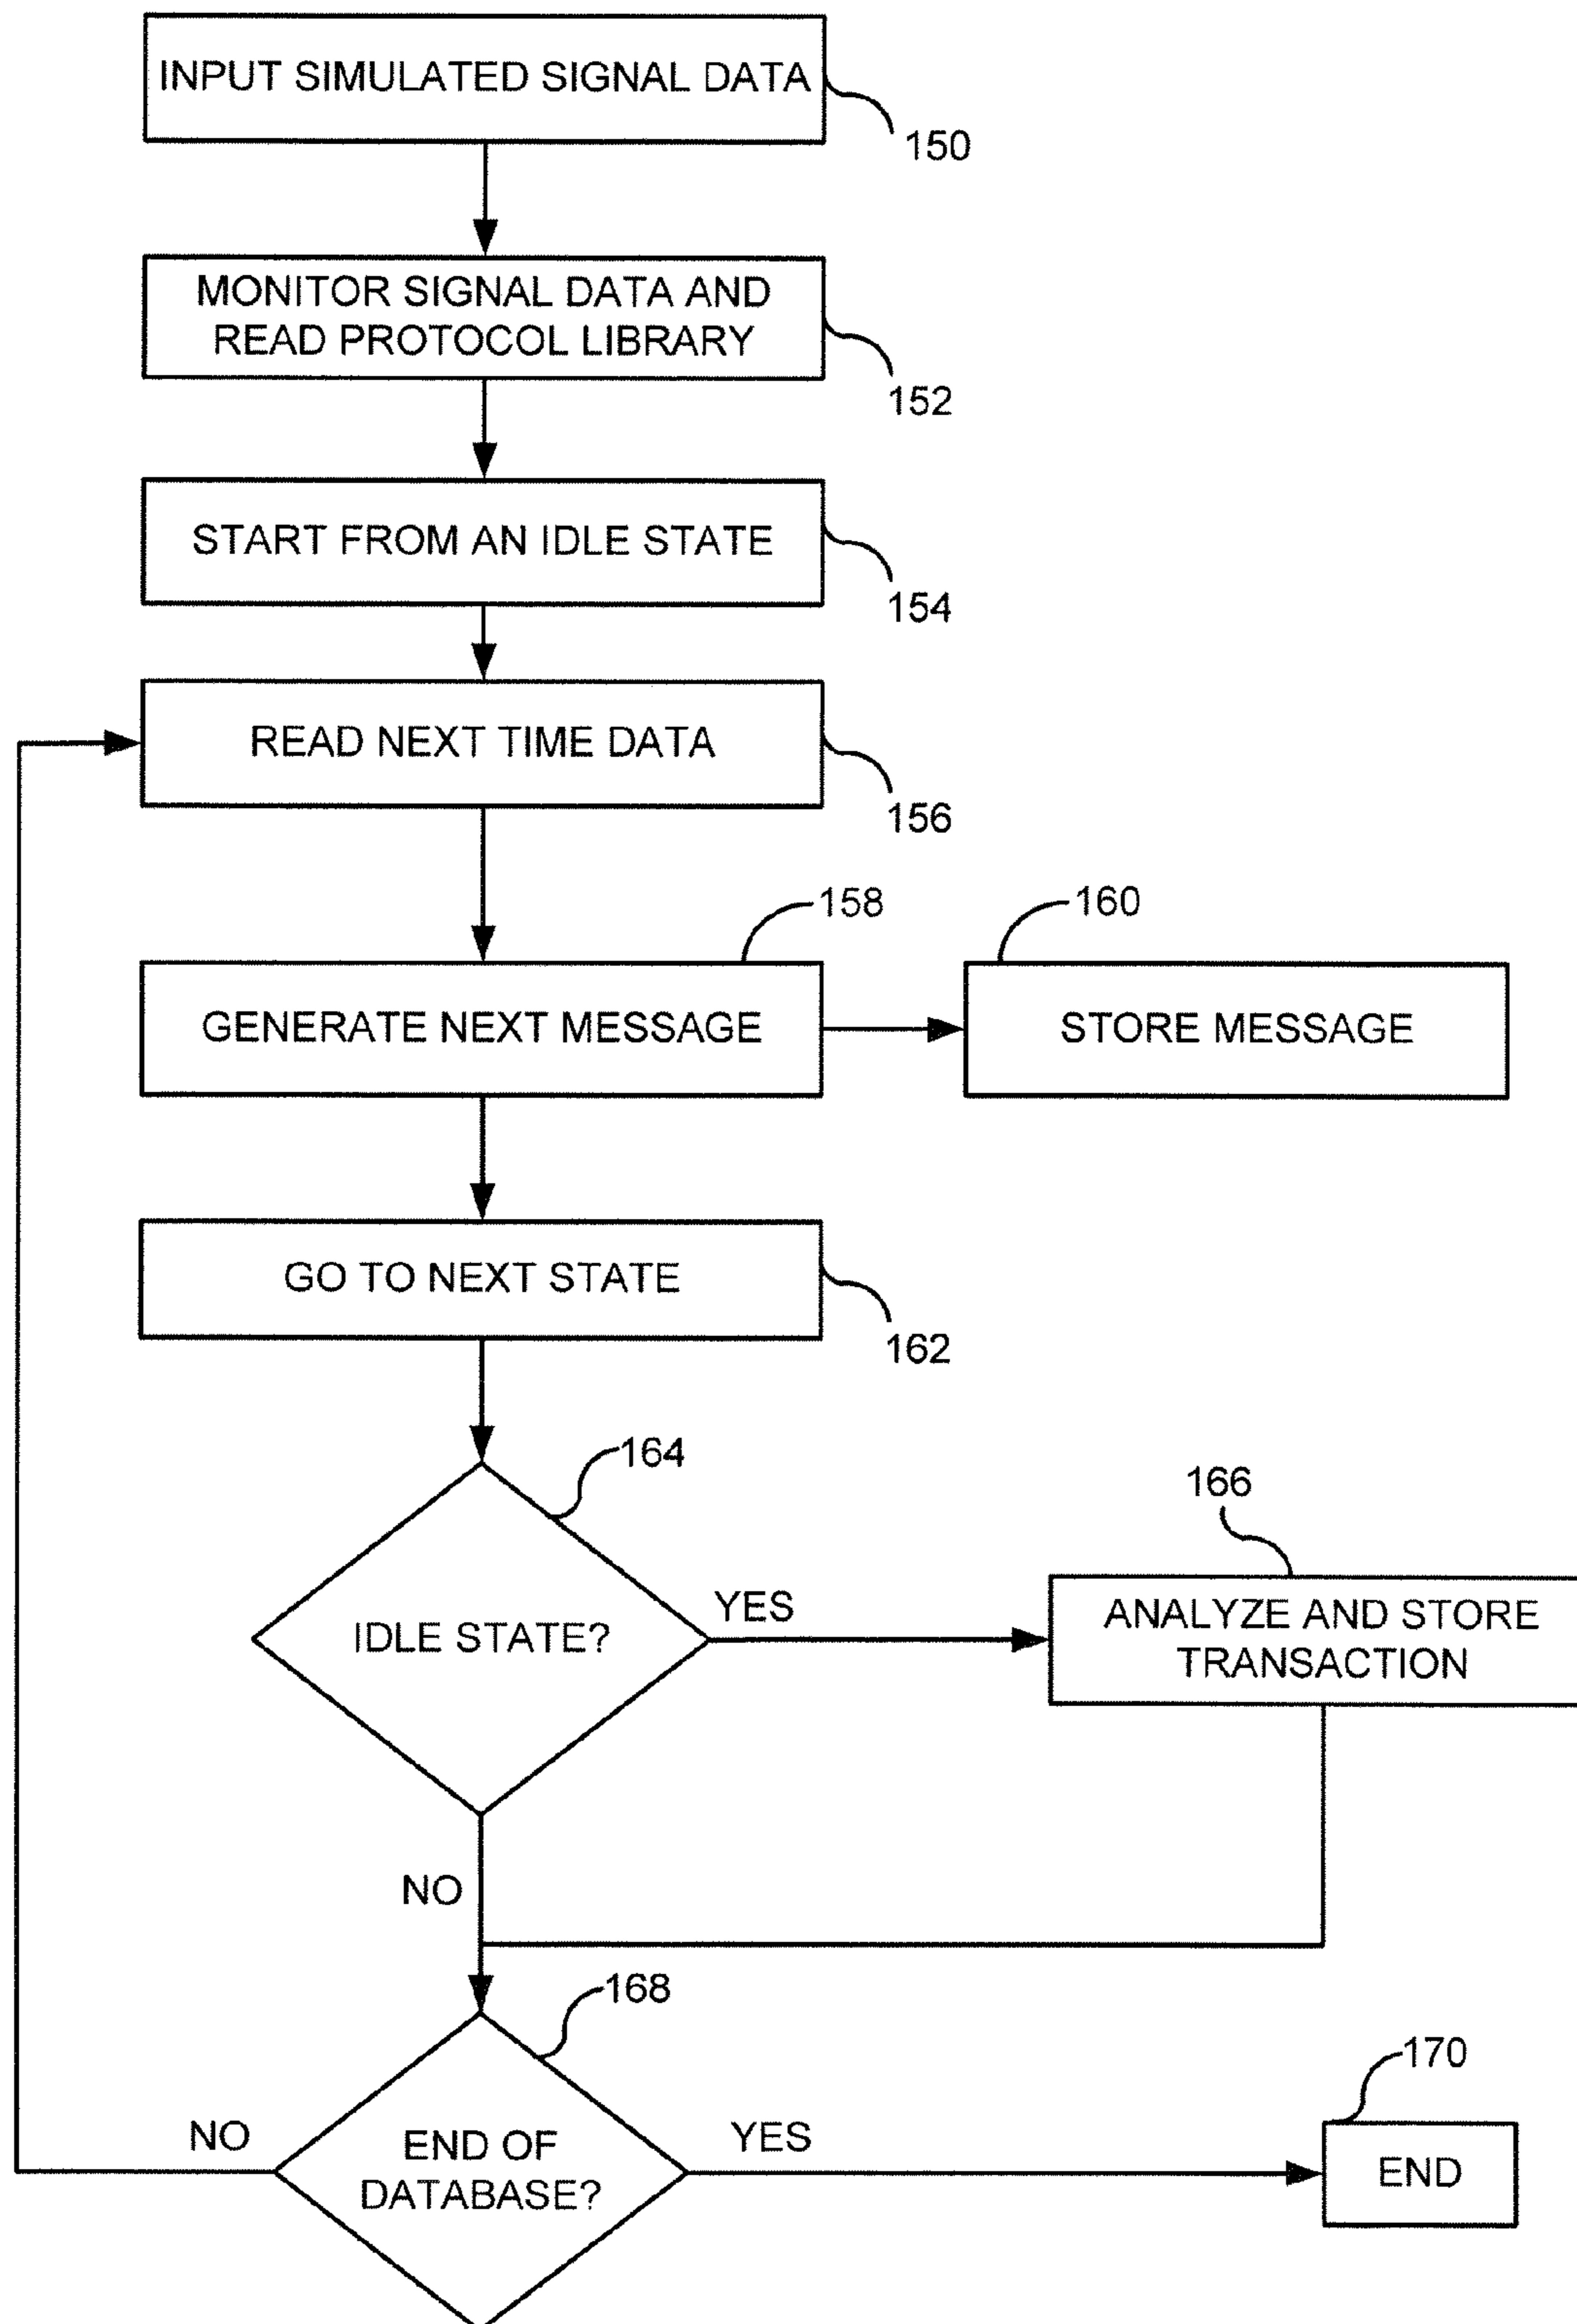 INPUT SIMULATED SIGNAL DATA
150
MONITOR SIGNAL DATA AND
READ PROTOCOL LIBRARY
152
START FROM AN IDLE STATE
154
READ NEXT TIME DATA
156
158
160
GENERATE NEXT MESSAGE
STORE MESSAGE
GO TO NEXT STATE
162
164
166
IDLE STATE?
YES
ANALYZE AND STORE
TRANSACTION
NO
168
170
NO
END OF
DATABASE?
YES
END